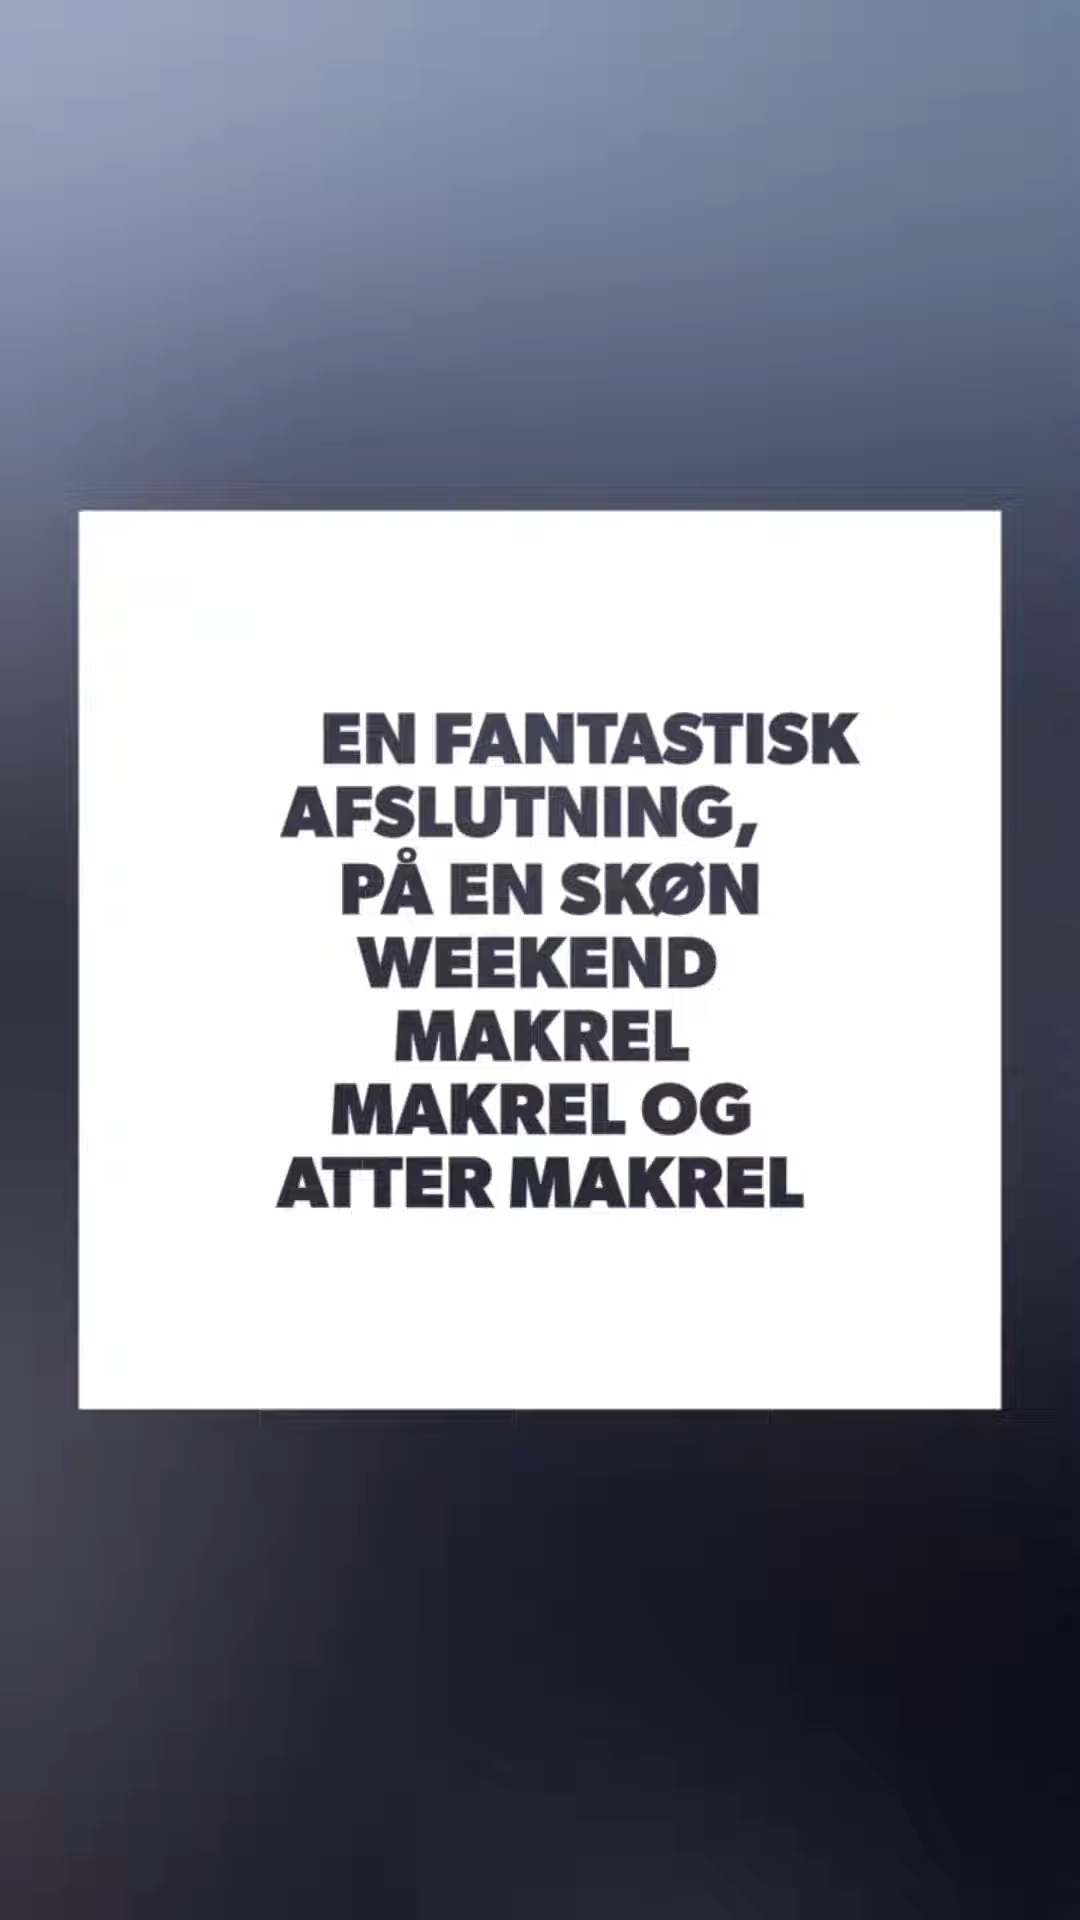 EN FANTASTISK
AFSLUTNING,
PÅ EN SKØN
WEEKEND
MAKREL
MAKREL OG
ATTER MAKREL